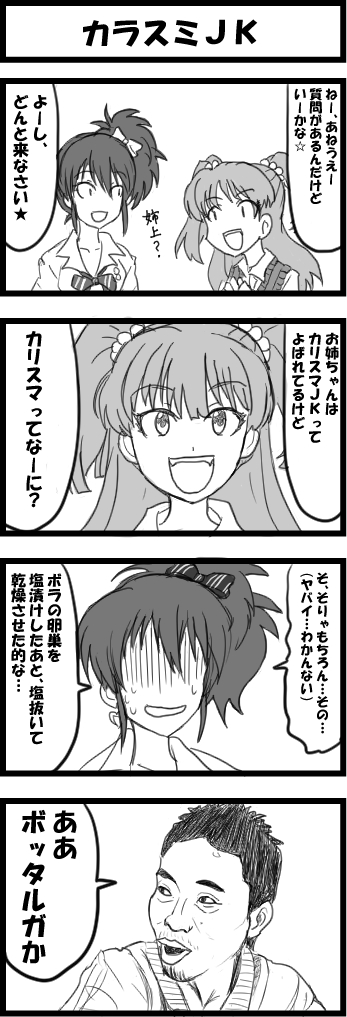 カラスミJK
ねー、あねうえー
質問があるんだけど
いーかな☆
よーし、
どんと来なさい★
姉上?
お姉ちゃんは
カリスマJKって
よばれてるけど
カリスマってなーに?
そ、そりゃもちろん…その…
(ヤバイ…わかんない)
ボラの卵巣を
塩漬けしたあと、塩抜いて
乾燥させた的な…
ああ
ボッタルガか